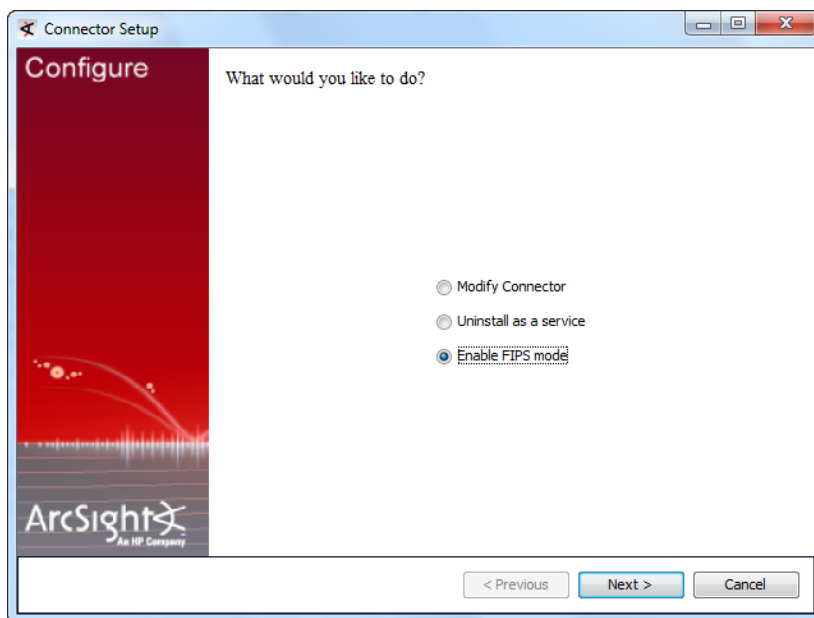 Connector Setup
Configure
What would you like to do?
Modify Connector
Uninstall as a service
Enable FIPS mode
ArcSight
An HP Company
< Previous
Next >
Cancel